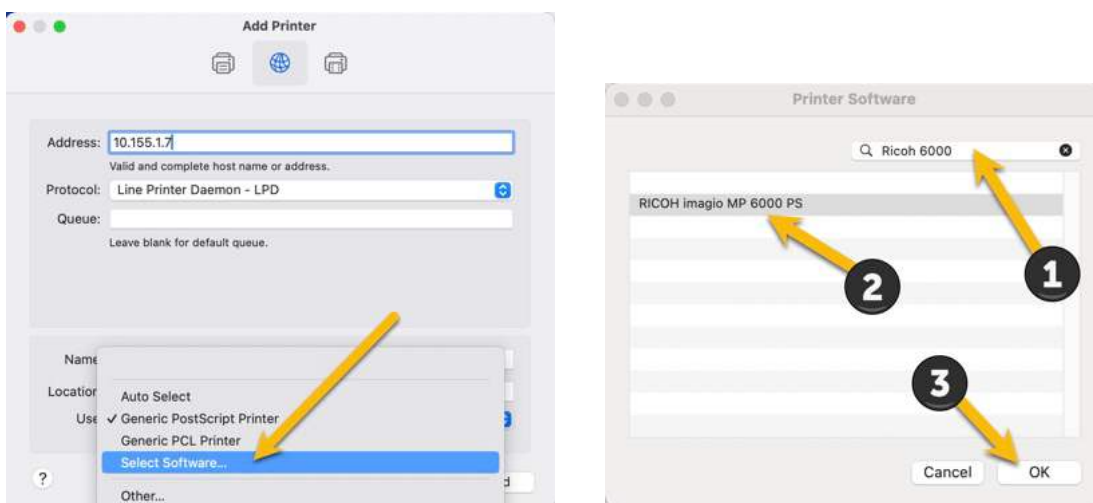 Add Printer
Address: 10.155.1.7
Valid and complete host name or address.
Protocol: Line Printer Daemon - LPD
Queue:
Leave blank for default queue.
Name
Location
Auto Select
Use ✓ Generic PostScript Printer
Generic PCL Printer
Select Software...
?
Other...
d
Printer Software
Ricoh 6000
RICOH imagio MP 6000 PS
1
2
3
Cancel OK